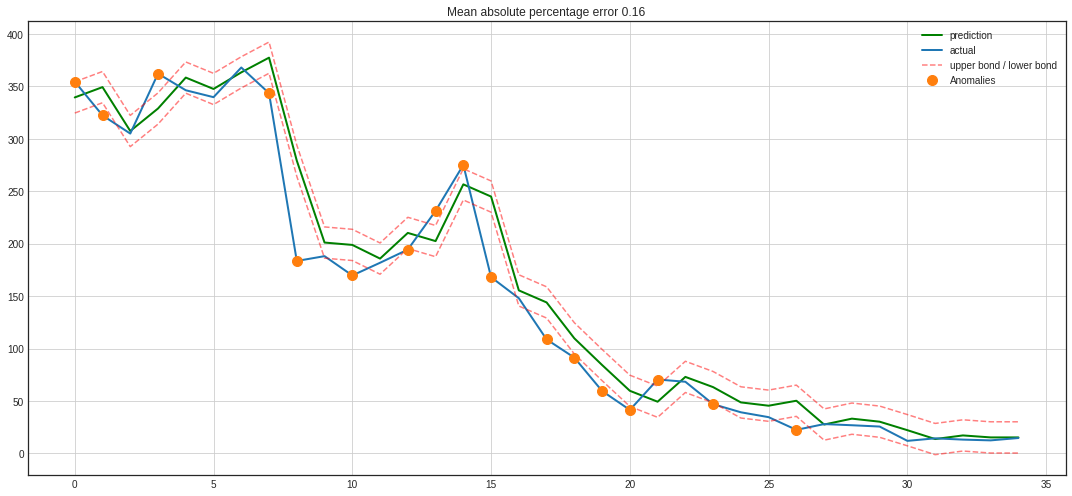 Mean absolute percentage error 0.16
400
350
300
250
200
150
100
50
0
0 5 10 15 20 25 30 35
prediction
actual
upper bond / lower bond
Anomalies